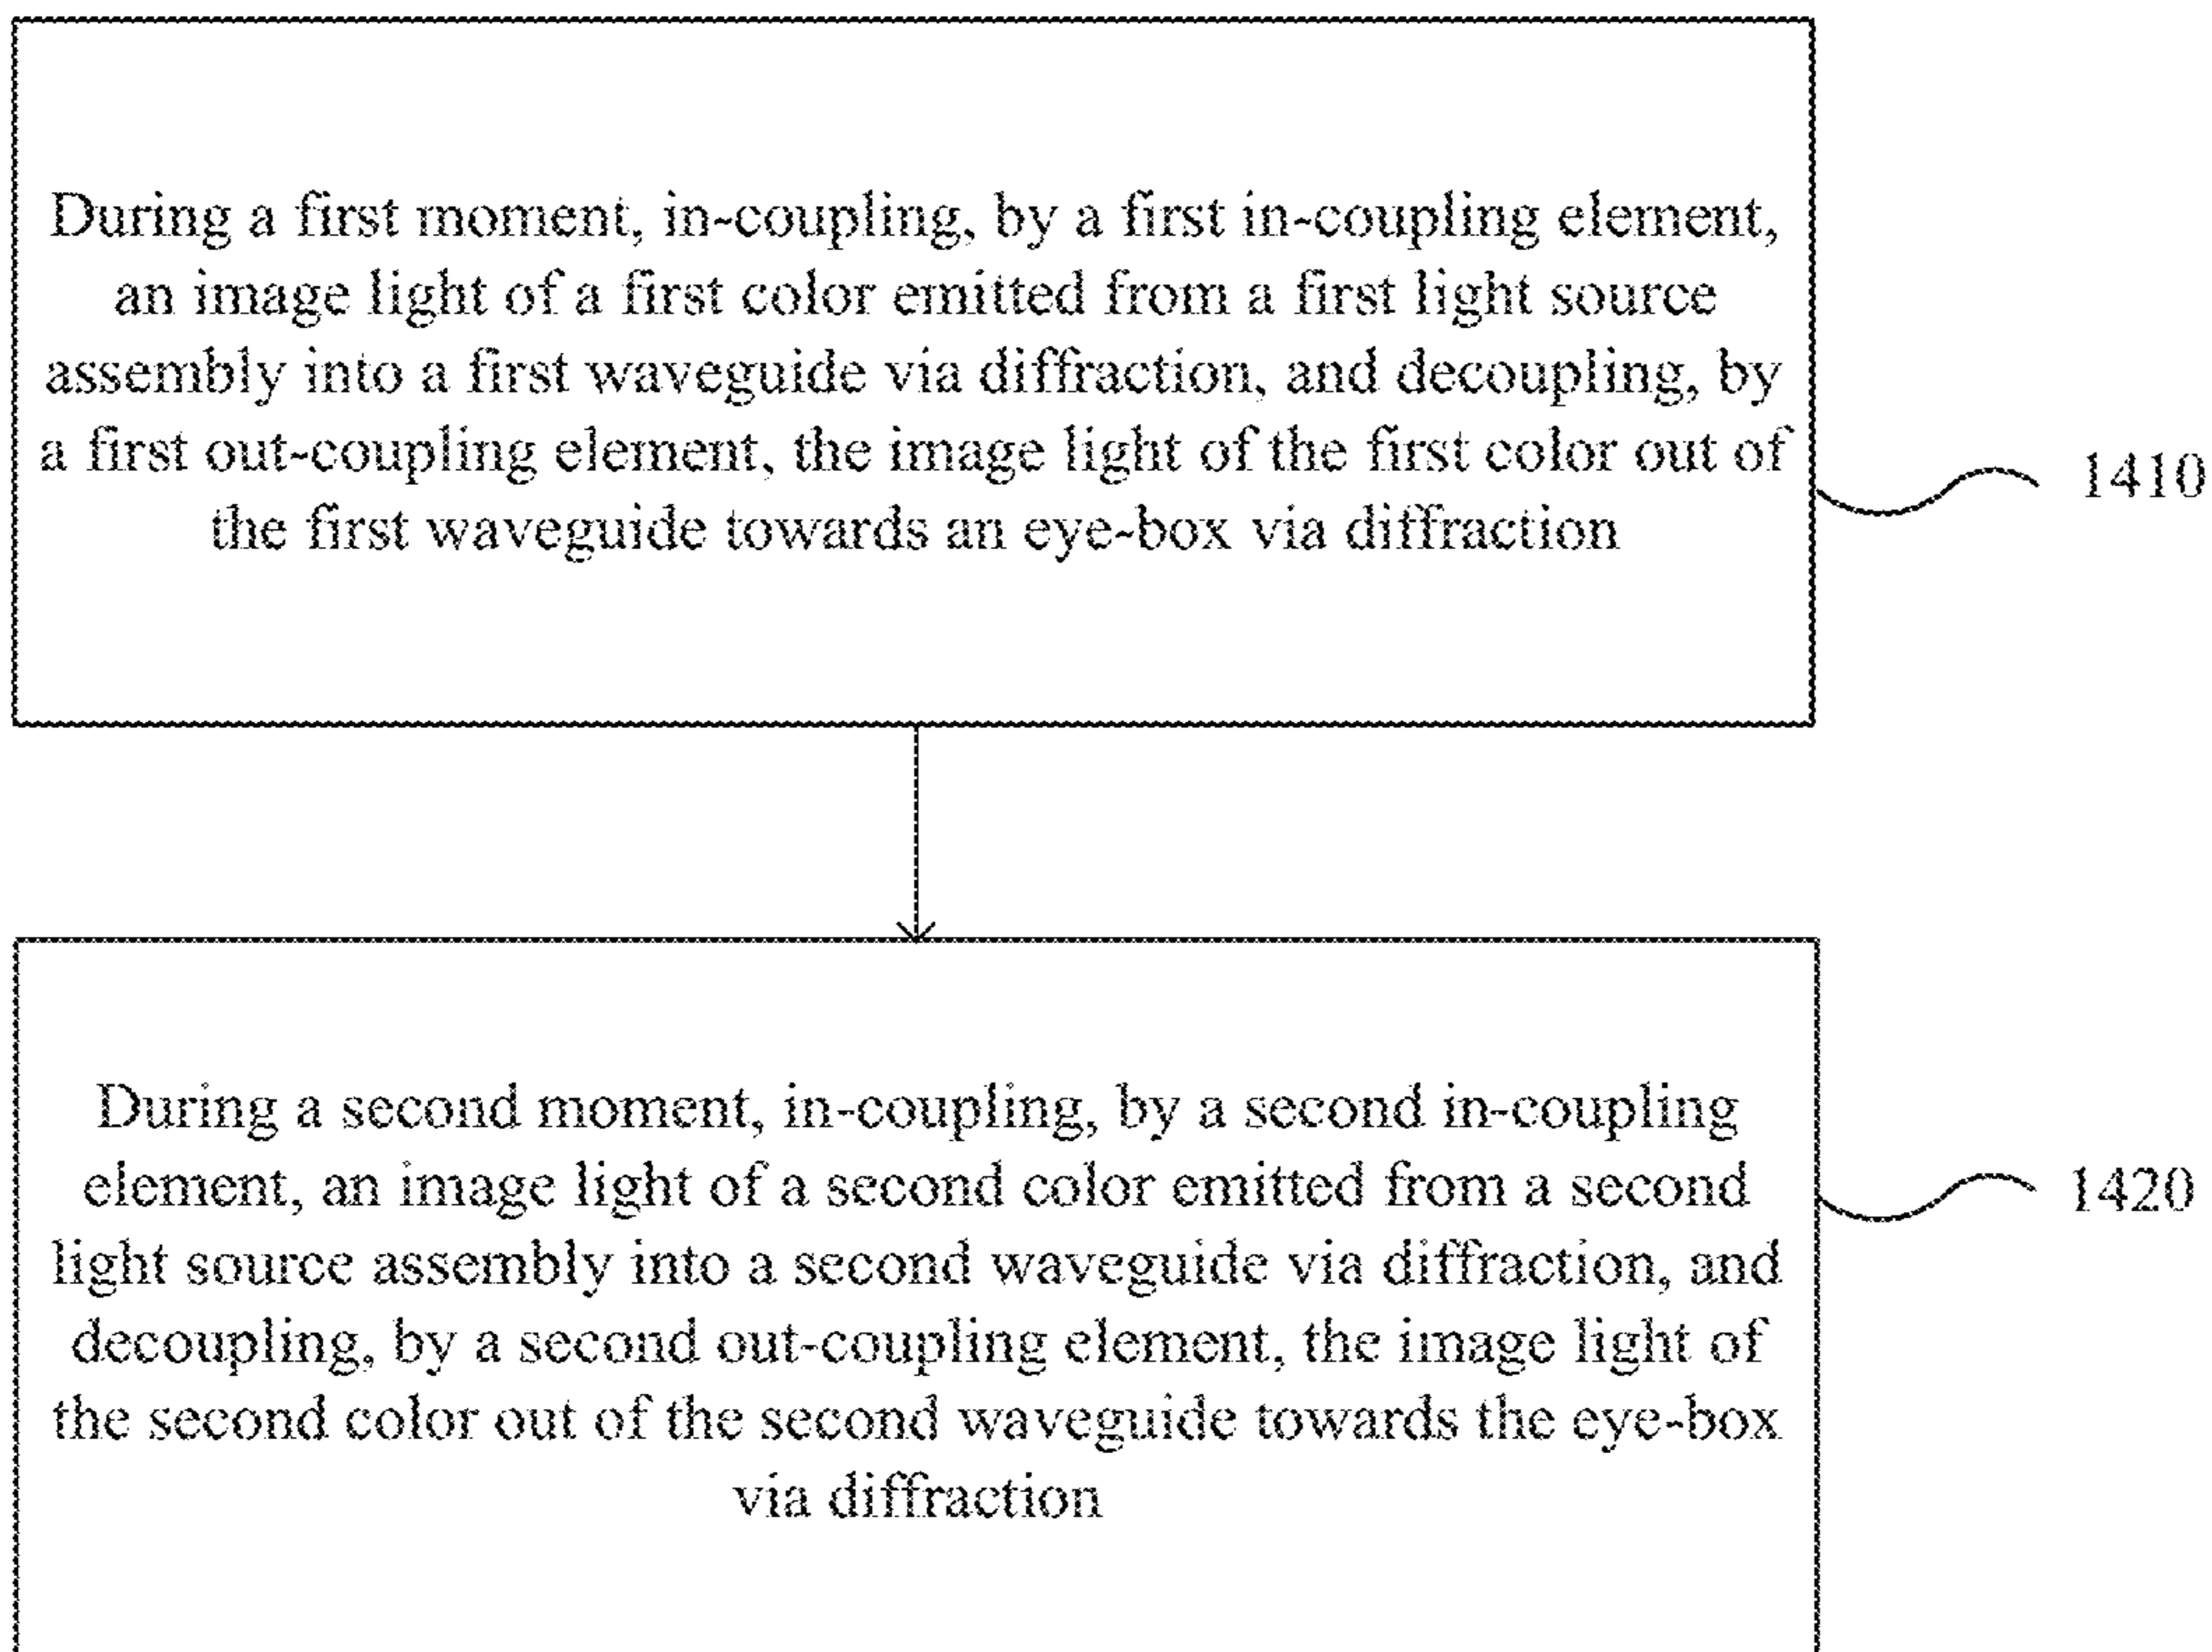 During a first moment, in-coupling, by a first in-coupling element,
an image light of a first color emitted from a first light source
assembly into a first waveguide via diffraction, and decoupling, by
a first out-coupling element, the image light of the first color out of
the first waveguide towards an eye-box via diffraction
1410
During a second moment, in-coupling, by a second in-coupling
element, an image light of a second color emitted from a second
light source assembly into a second waveguide via diffraction, and
decoupling, by a second out-coupling element, the image light of
the second color out of the second waveguide towards the eye-box
via diffraction
1420